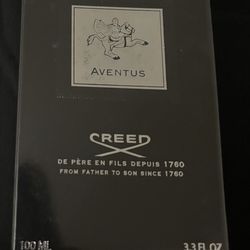 AVENTUS
CREED
DE PÈRE EN FILS DEPUIS 1760
FROM FATHER TO SON SINCE 1760
100 ML 3.3 FL OZ